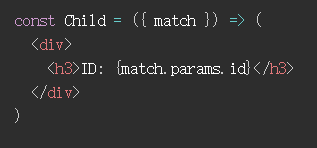 const Child = ({ match }) => (
  <div>
    <h3>ID: {match.params.id}</h3>
  </div>
)